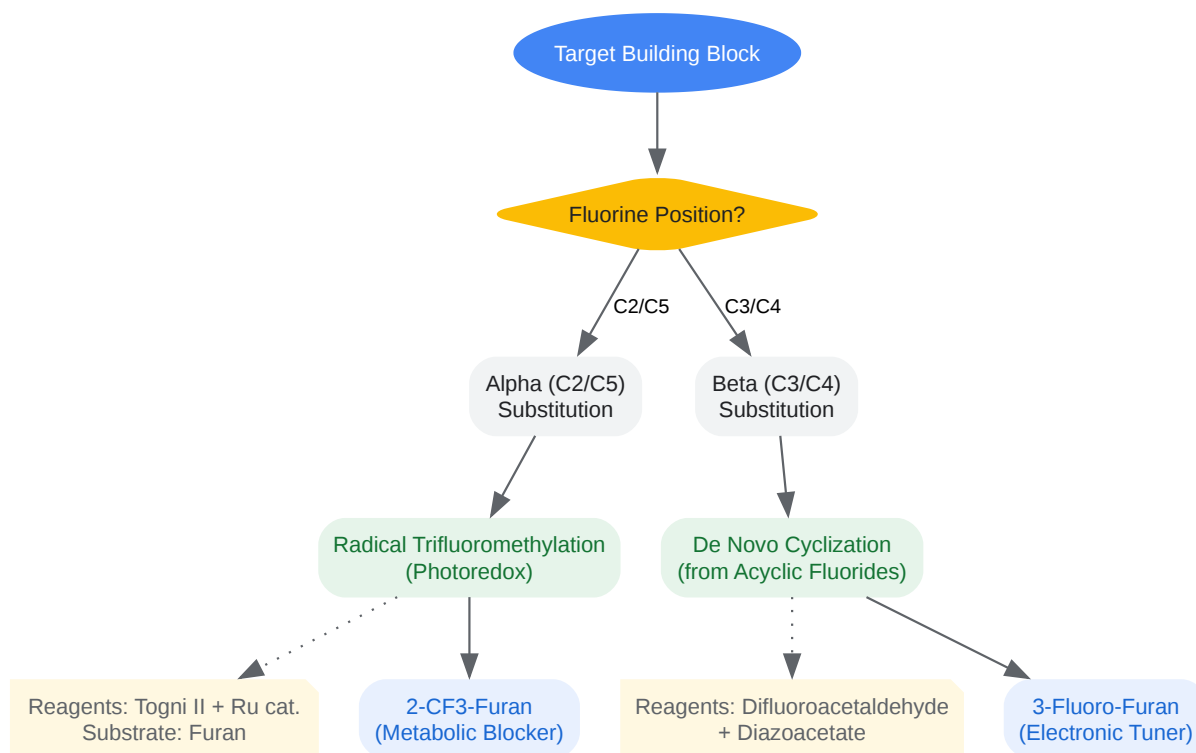 Target Building Block
Fluorine Position?
C2/C5
C3/C4
Alpha (C2/C5)
Substitution
Beta (C3/C4)
Substitution
Radical Trifluoromethylation
(Photoredox)
De Novo Cyclization
(from Acyclic Fluorides)
Reagents: Togni II + Ru cat.
Substrate: Furan
2-CF3-Furan
(Metabolic Blocker)
Reagents: Difluoroacetaldehyde
+ Diazoacetate
3-Fluoro-Furan
(Electronic Tuner)